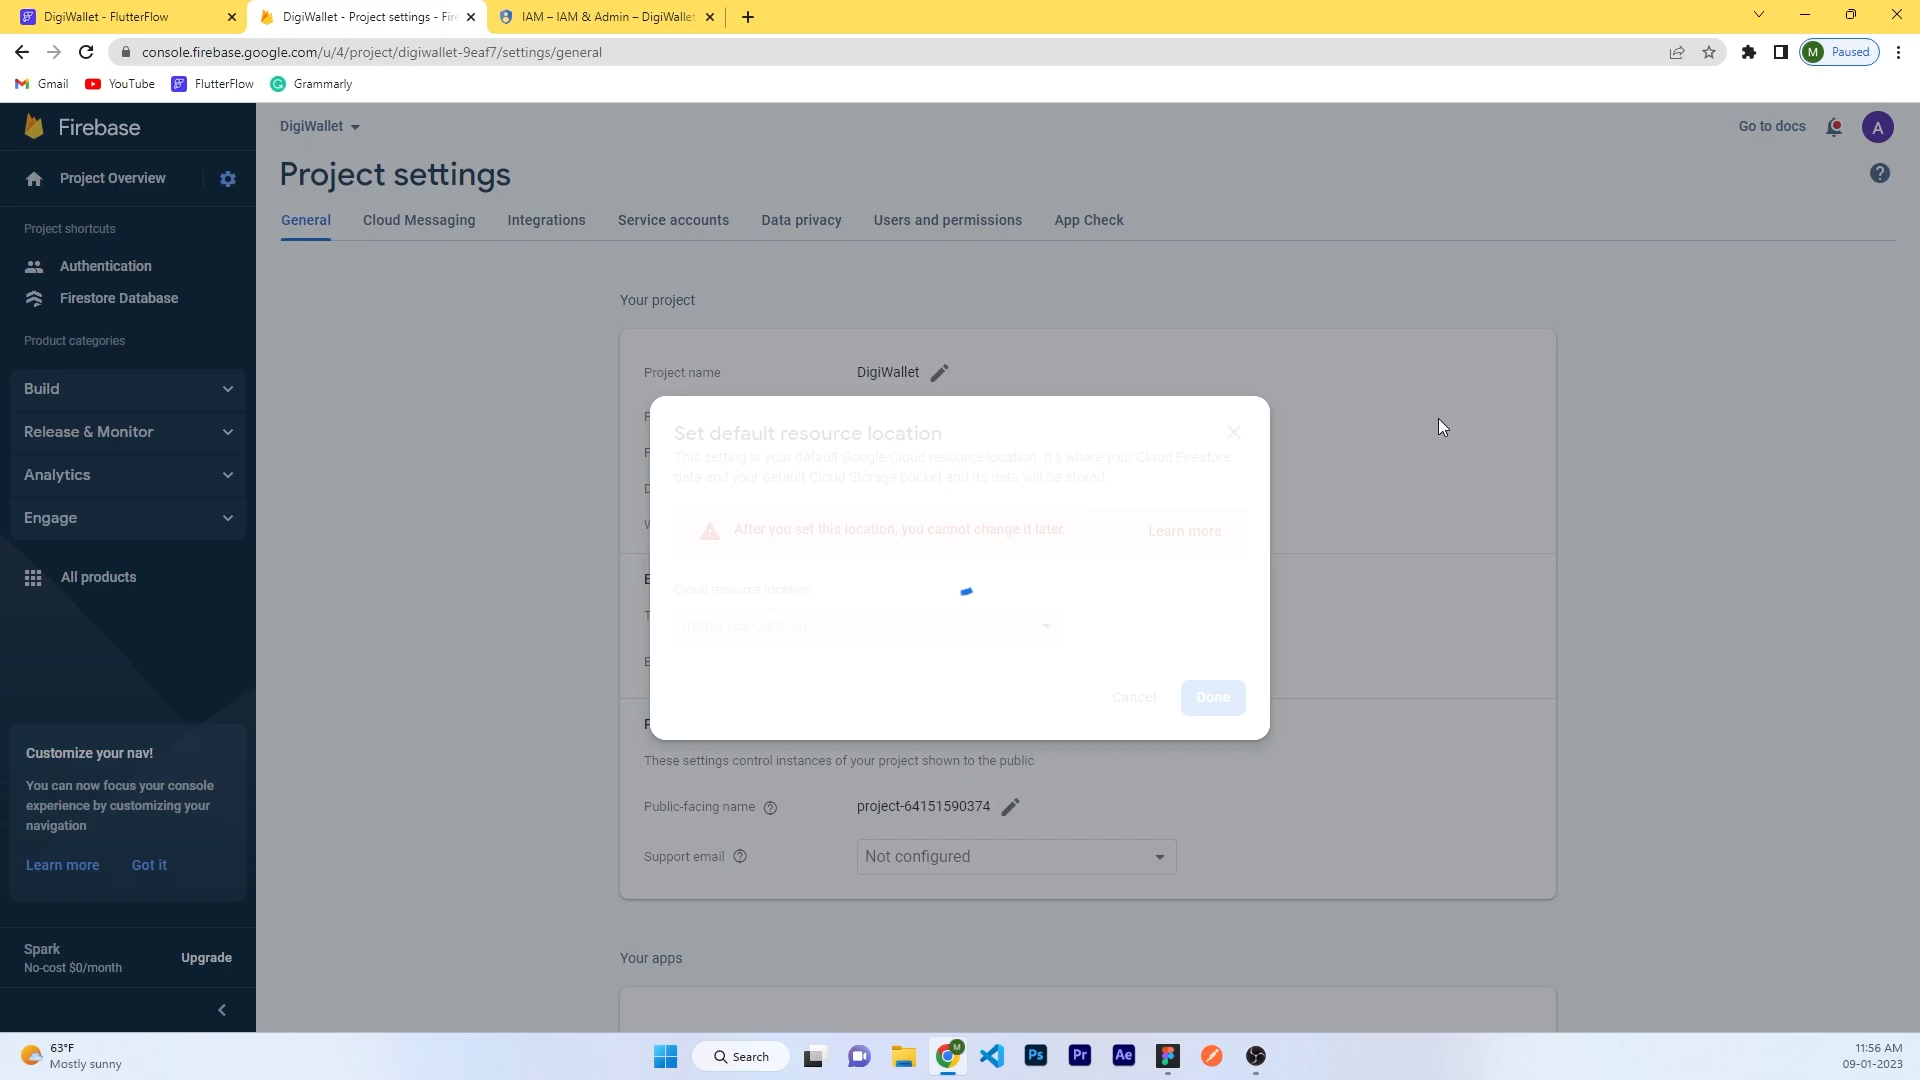 DigiWallet - FlutterFlow
DigiWallet - Project settings - Fire
IAM – IAM & Admin – DigiWallet
console.firebase.google.com/u/4/project/digiwallet-9eaf7/settings/general
M
Paused
Gmail
YouTube
FlutterFlow
Grammarly
Firebase
DigiWallet
Go to docs
A
Project Overview
Project settings
General
Cloud Messaging
Integrations
Service accounts
Data privacy
Users and permissions
App Check
Project shortcuts
Authentication
Firestore Database
Product categories
Build
Release & Monitor
Analytics
Engage
All products
Customize your nav!
You can now focus your console
experience by customizing your
navigation
Learn more
Got it
Spark
No-cost $0/month
Upgrade
Your project
Project name
DigiWallet
Set default resource location
This setting is your default Google Cloud resource location. It's where your Cloud Firestore
data and your default Cloud Storage bucket and its data will be stored.
After you set this location, you cannot change it later.
Learn more
Cloud resource location
nam5 (us-central)
Cancel
Done
These settings control instances of your project shown to the public
Public-facing name
project-64151590374
Support email
Not configured
Your apps
63°F
Mostly sunny
Search
M
Ps
Pr
Ae
11:56 AM
09-01-2023